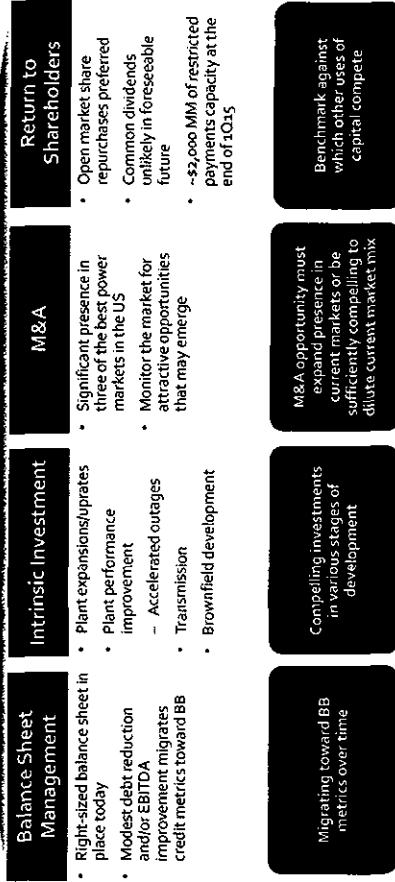 Balance Sheet
Management
• Right-sized balance sheet in
place today
• Modest debt reduction
and/or EBITDA
improvement migrates
credit metrics toward BB
Migrating toward BB
metrics over time
Intrinsic Investment
• Plant expansions/uprates
• Plant performance
improvement
– Accelerated outages
• Transmission
• Brownfield development
Compelling investments
in various stages of
development
M&A
• Significant presence in
three of the best power
markets in the US
• Monitor the market for
attractive opportunities
that may emerge
M&A opportunity must
expand presence in
current markets or be
sufficiently compelling to
dilute current market mix
Return to
Shareholders
• Open market share
repurchases preferred
• Common dividends
unlikely in foreseeable
future
• ~$2,000 MM of restricted
payments capacity at the
end of 1Q15
Benchmark against
which other uses of
capital compete